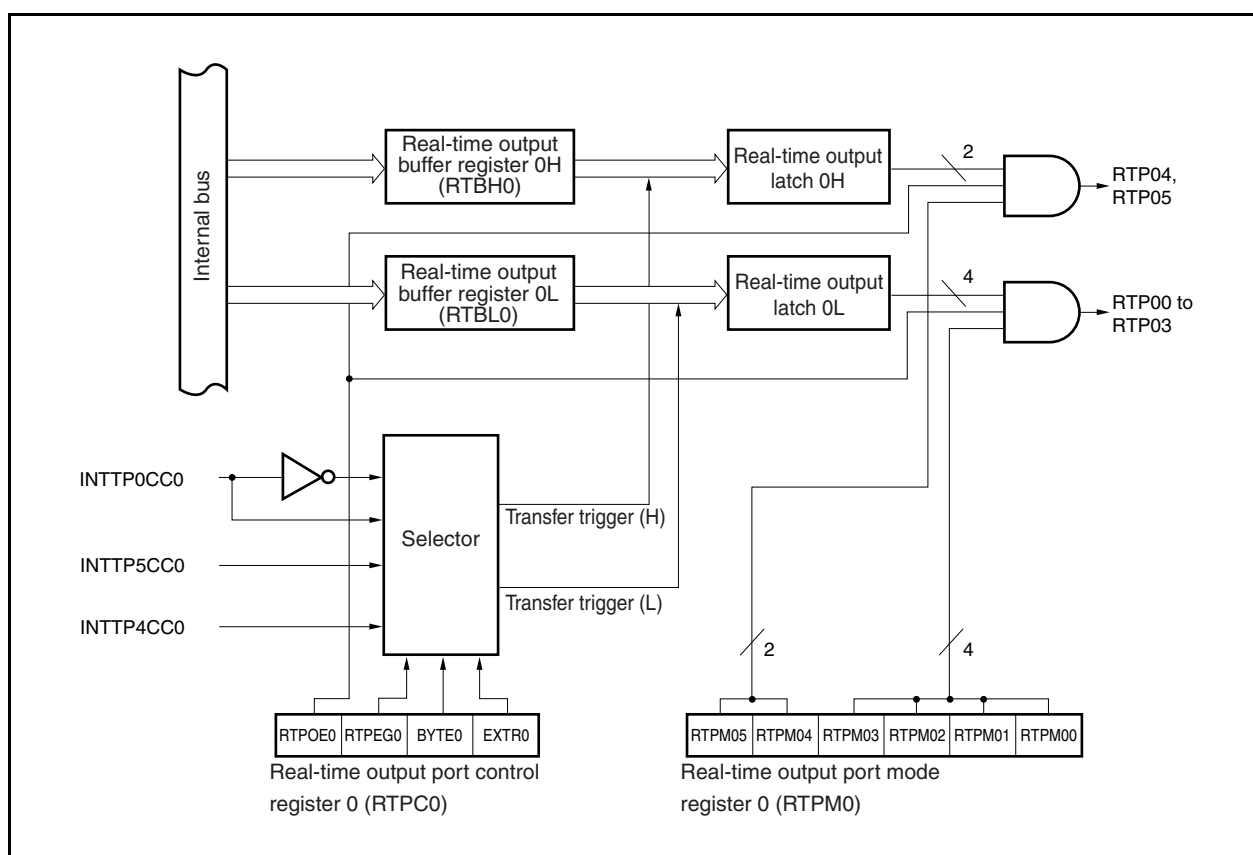 Internal bus
Real-time output
buffer register 0H
(RTBH0)
Real-time output
latch 0H
2
RTP04,
RTP05
Real-time output
buffer register 0L
(RTBL0)
Real-time output
latch 0L
4
RTP00 to
RTP03
INTTP0CC0
INTTP5CC0
INTTP4CC0
Selector
Transfer trigger (H)
Transfer trigger (L)
2
4
RTPOE0 RTPEG0 BYTE0 EXTR0
Real-time output port control
register 0 (RTPC0)
RTPM05 RTPM04 RTPM03 RTPM02 RTPM01 RTPM00
Real-time output port mode
register 0 (RTPM0)